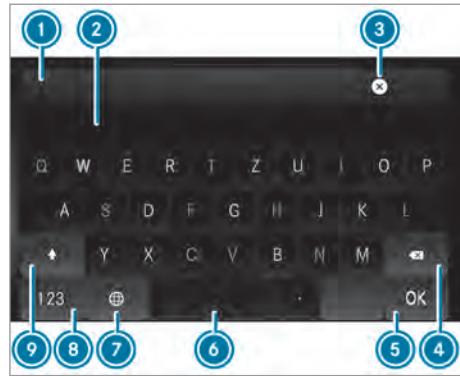 1 2 3
Q W E R T Z U I O P
A S D F G H J K L
Y X C V B N M
123 . OK
9 8 7 6 5 4